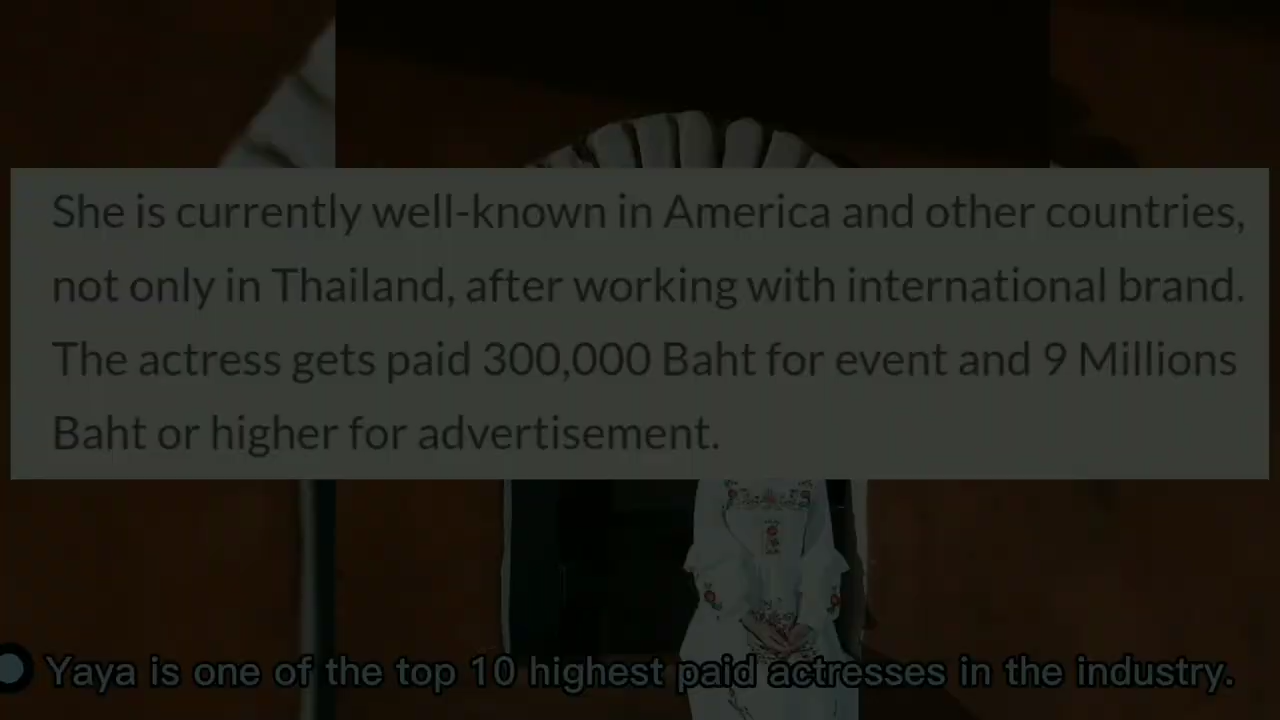 She is currently well-known in America and other countries,
not only in Thailand, after working with international brand.
The actress gets paid 300,000 Baht for event and 9 Millions
Baht or higher for advertisement.
Yaya is one of the top 10 highest paid actresses in the industry.